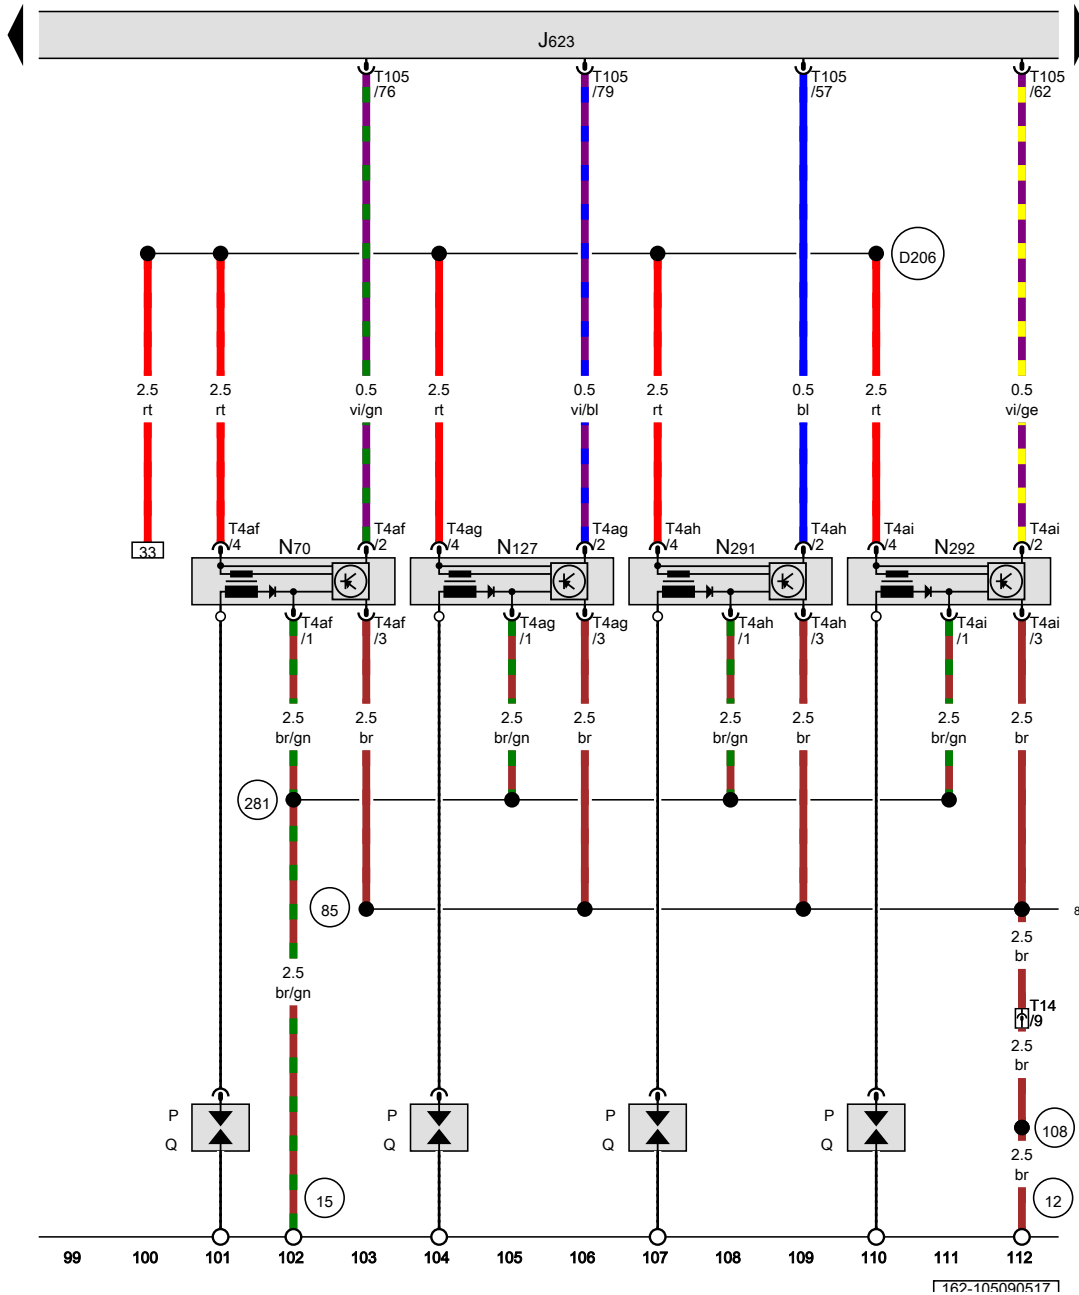 J623
T105 T105 T105 T105
/76 /79 /57 /62
D206
2.5 2.5 0.5 2.5 0.5 2.5 0.5 2.5 0.5
rt rt vi/gn rt vi/bl rt bl rt vi/ge
T4af T4af T4ag T4ag T4ah T4ah T4ai T4ai
33 /4 N70 /2 /4 N127 /2 /4 N291 /2 /4 N292 /2
T4af T4af T4ag T4ag T4ah T4ah T4ai T4ai
/1 /3 /1 /3 /1 /3 /1 /3
2.5 2.5 2.5 2.5 2.5 2.5 2.5 2.5
br/gn br br/gn br br/gn br br/gn br
281
85
8
2.5
br
2.5
br/gn
T14
/9
2.5
br
P P P P
108
Q Q Q Q
2.5
br
15 12
99 100 101 102 103 104 105 106 107 108 109 110 111 112
162-105090517